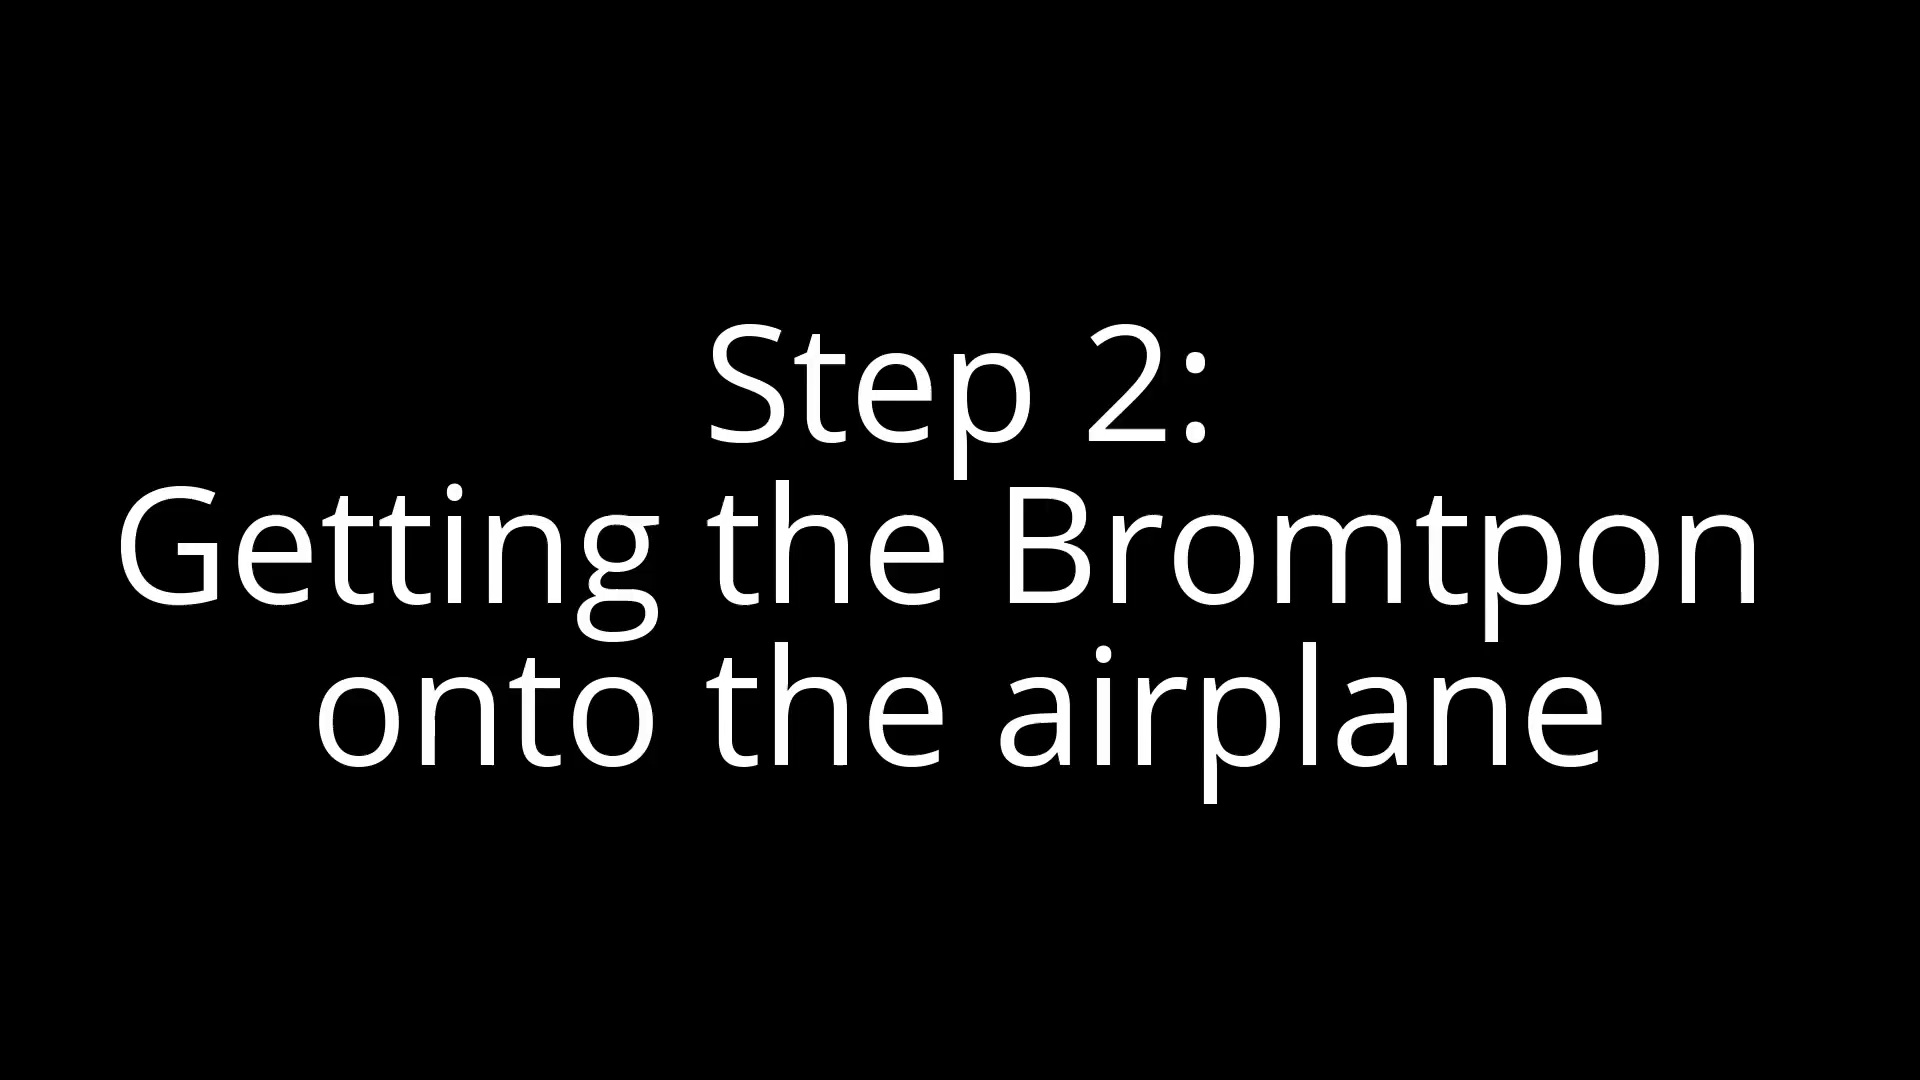 Step 2:
Getting the Bromtpon
onto the airplane